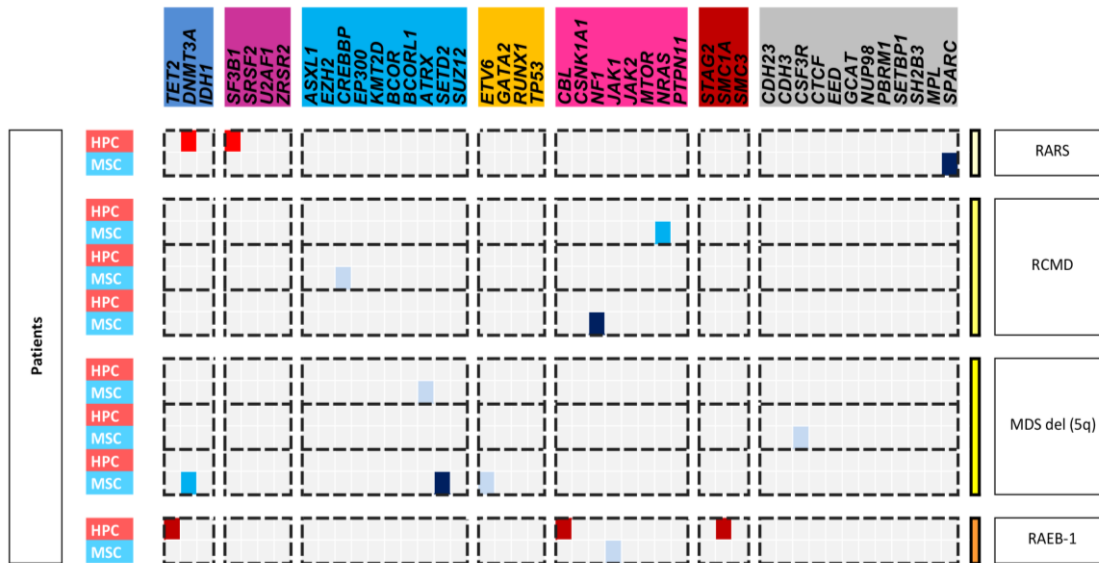 TET2
DNMT3A
IDH1
SF3B1
SRSF2
U2AF1
ZRSR2
ASXL1
EZH2
CREBBP
EP300
KMT2D
BCOR
BCORL1
ATRX
SETD2
SUZ12
ETV6
GATA2
RUNX1
TP53
CBL
CSNK1A1
NF1
JAK1
JAK2
MTOR
NRAS
PTPN11
STAG2
SMC1A
SMC3
CDH23
CDH3
CSF3R
CTCF
EED
GCAT
NUP98
PBRM1
SETBP1
SH2B3
MPL
SPARC
Patients
HPC
MSC
RARS
HPC
MSC
HPC
MSC
HPC
MSC
RCMD
HPC
MSC
HPC
MSC
HPC
MSC
MDS del (5q)
HPC
MSC
RAEB-1